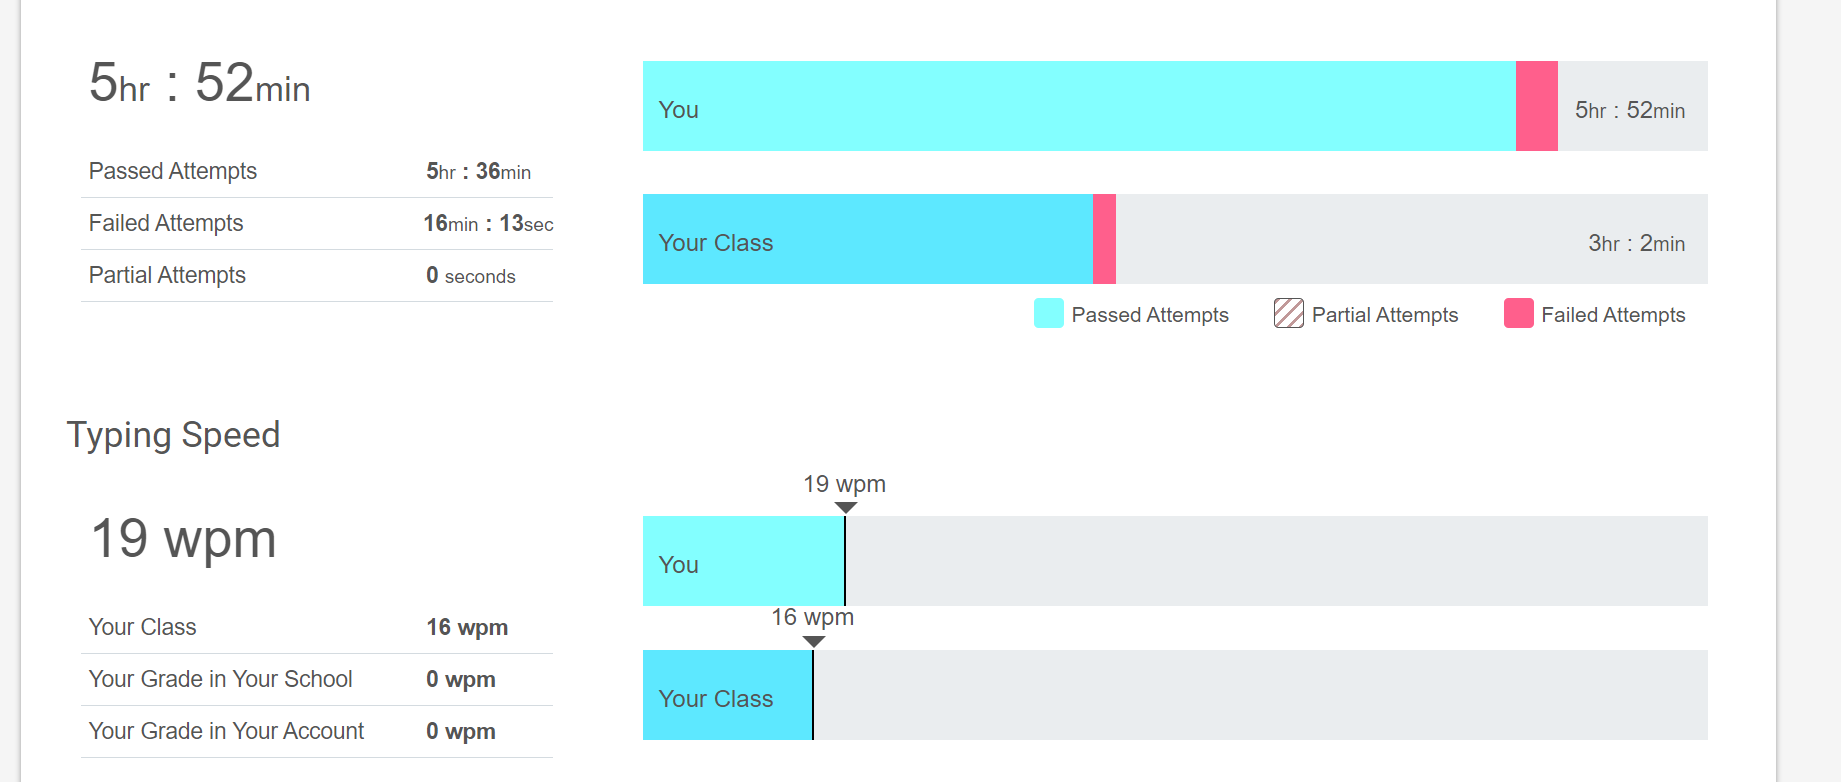 5hr : 52min
Passed Attempts 5hr : 36min
Failed Attempts 16min : 13sec
Partial Attempts 0 seconds
You 5hr : 52min
Your Class 3hr : 2min
Passed Attempts Partial Attempts Failed Attempts
Typing Speed
19 wpm
Your Class 16 wpm
Your Grade in Your School 0 wpm
Your Grade in Your Account 0 wpm
19 wpm
You
16 wpm
Your Class